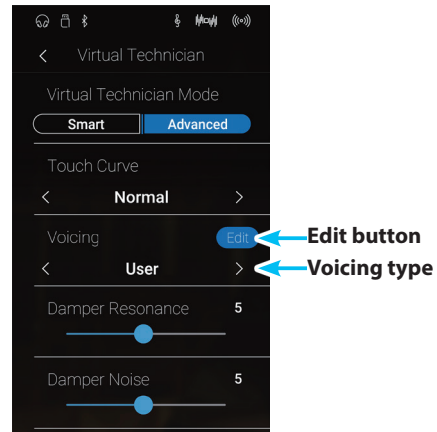 Virtual Technician
Virtual Technician Mode
Smart Advanced
Touch Curve
Normal
Voicing Edit
Edit button
User
Voicing type
Damper Resonance 5
Damper Noise 5